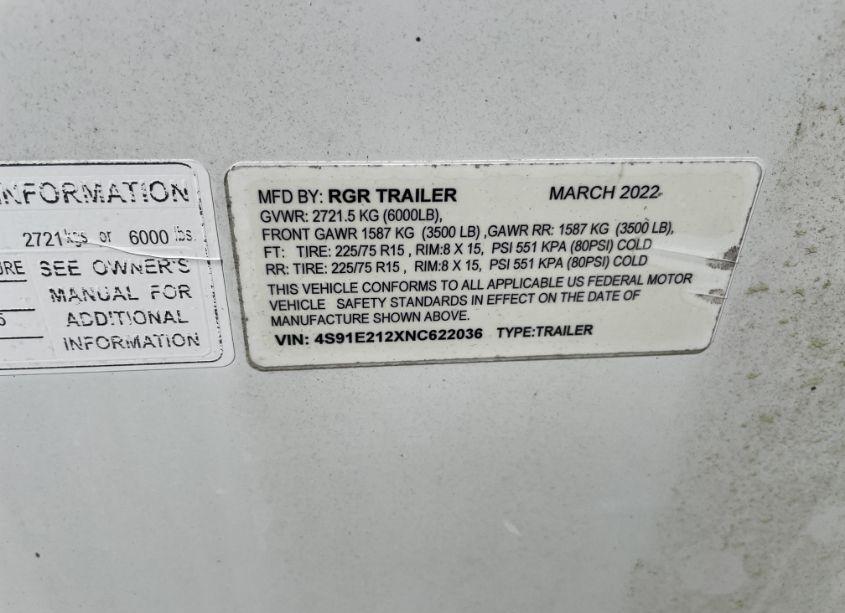 INFORMATION
2721 kgs or 6000 lbs.
SEE OWNER'S
MANUAL FOR
ADDITIONAL
INFORMATION
MFD BY: RGR TRAILER MARCH 2022
GVWR: 2721.5 KG (6000LB),
FRONT GAWR 1587 KG (3500 LB) ,GAWR RR: 1587 KG (3500 LB),
FT: TIRE: 225/75 R15 , RIM:8 X 15, PSI 551 KPA (80PSI) COLD
RR: TIRE: 225/75 R15 , RIM:8 X 15, PSI 551 KPA (80PSI) COLD
THIS VEHICLE CONFORMS TO ALL APPLICABLE US FEDERAL MOTOR
VEHICLE SAFETY STANDARDS IN EFFECT ON THE DATE OF
MANUFACTURE SHOWN ABOVE.
VIN: 4S91E212XNC622036 TYPE:TRAILER